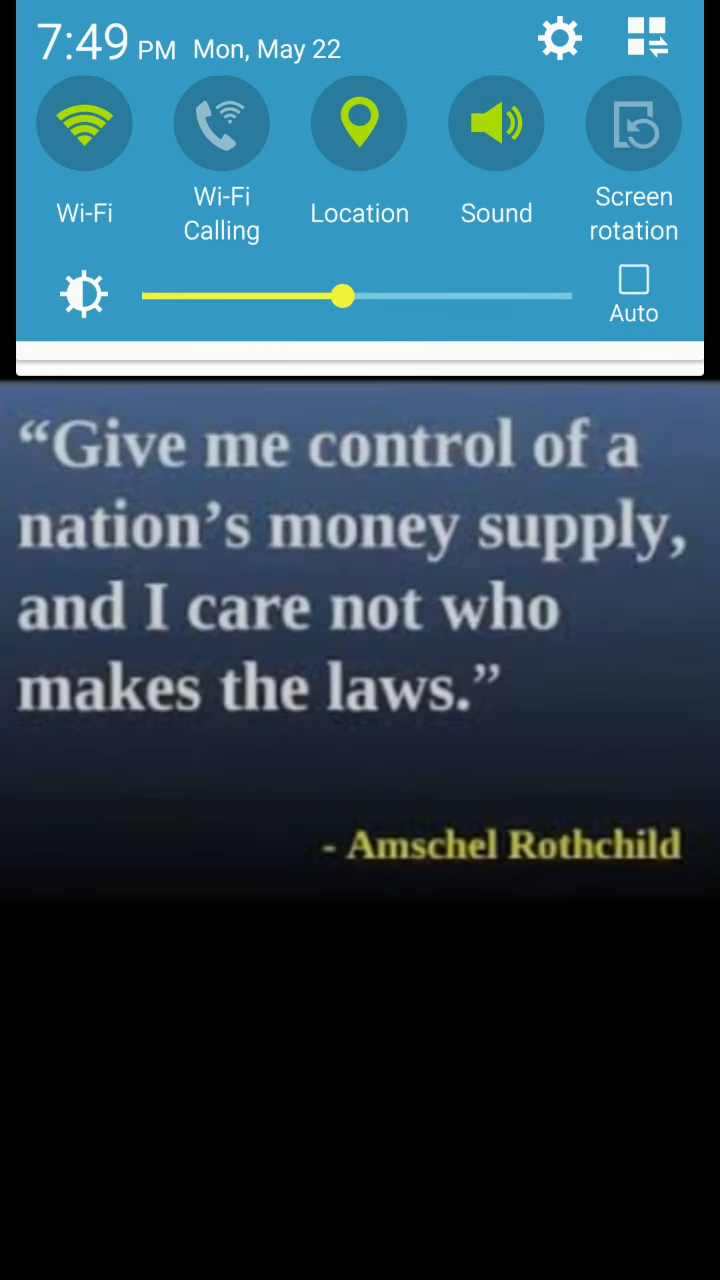 7:49 PM Mon, May 22
Wi-Fi
Wi-Fi
Calling
Location
Sound
Screen
rotation
Auto
“Give me control of a
nation’s money supply,
and I care not who
makes the laws.”
- Amschel Rothchild